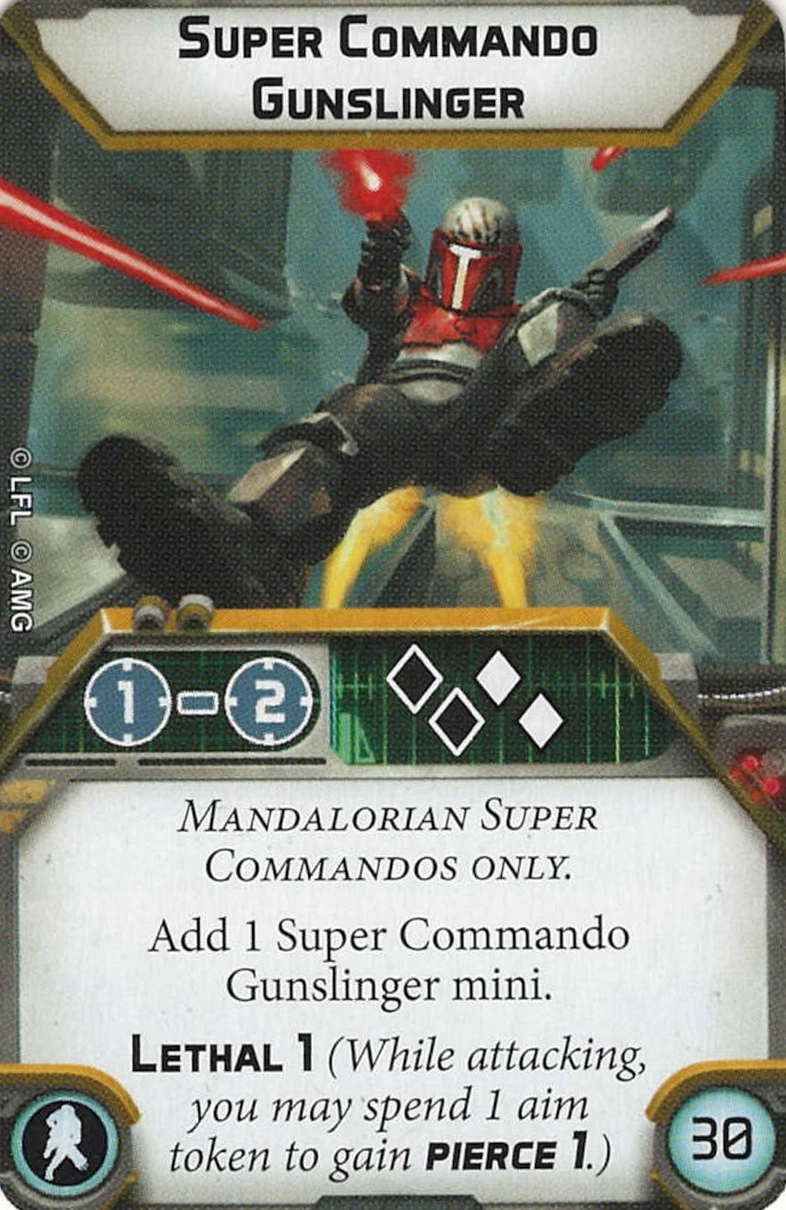 SUPER COMMANDO
GUNSLINGER
© LFL © AMG
1 - 2
MANDALORIAN SUPER
COMMANDOS ONLY.
Add 1 Super Commando
Gunslinger mini.
LETHAL 1 (While attacking,
you may spend 1 aim
token to gain PIERCE 1.)
30